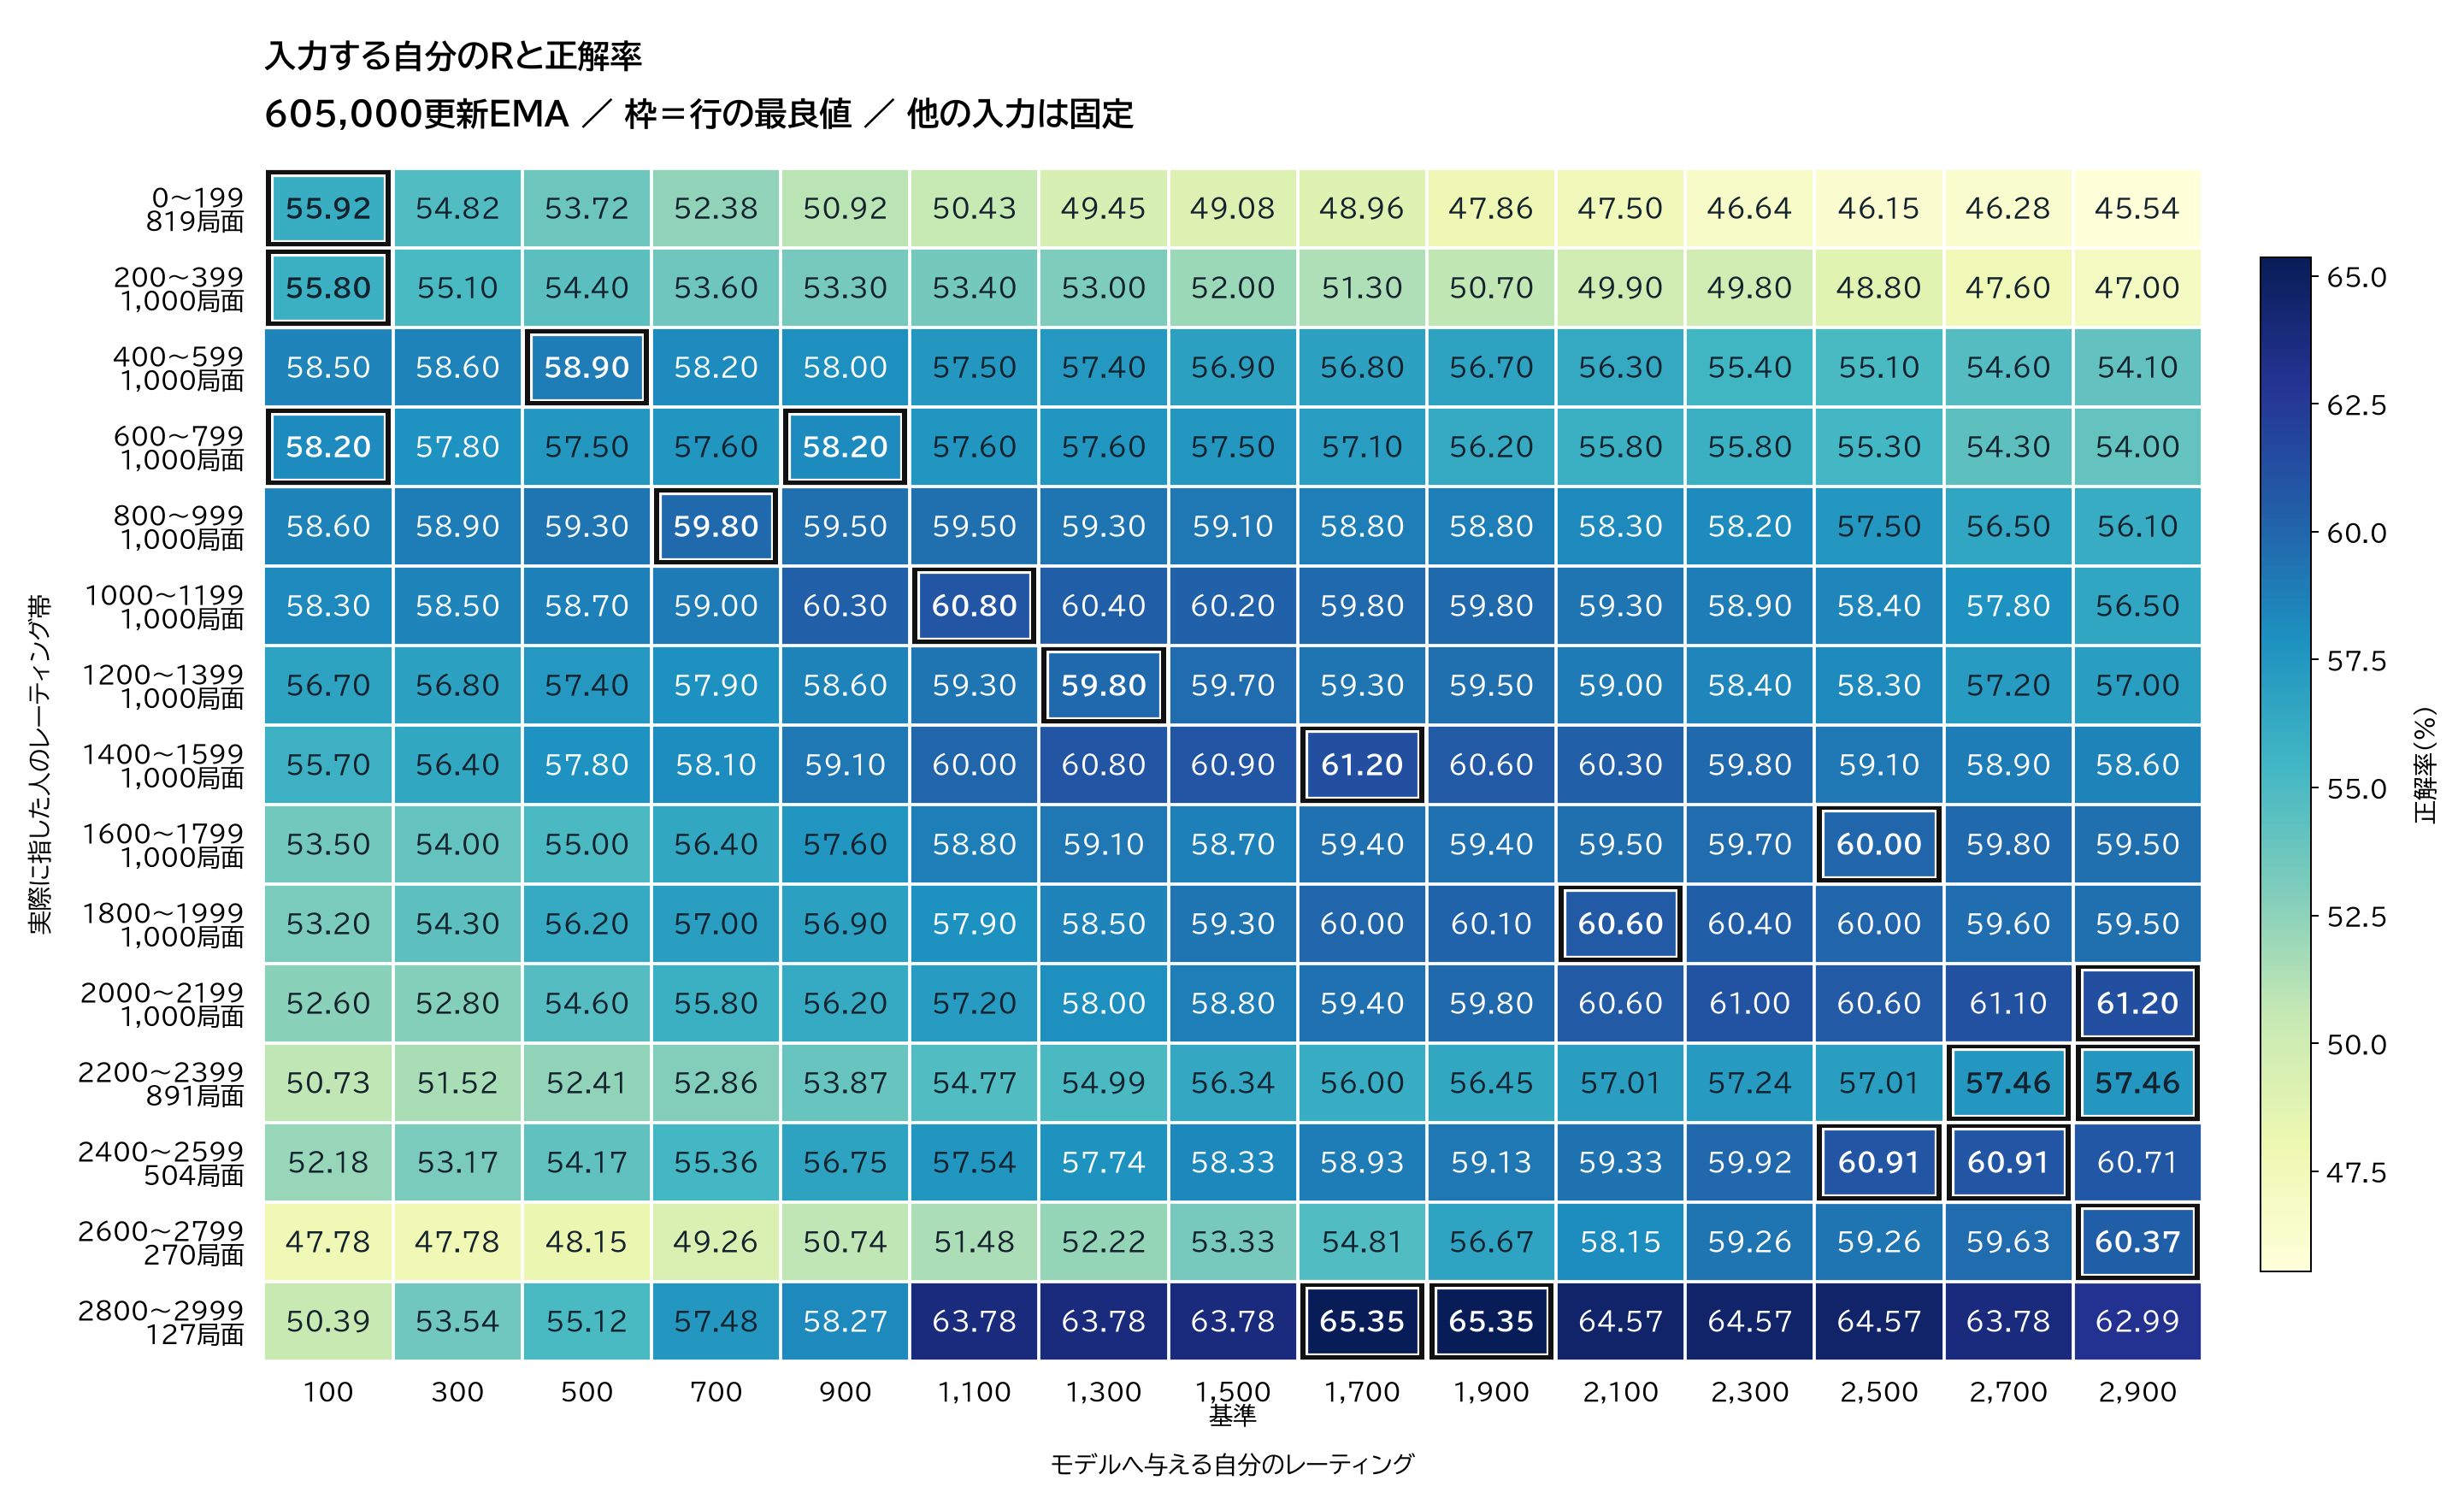 入力する自分のRと正解率
605,000更新EMA ／ 枠＝行の最良値 ／ 他の入力は固定
実際に指した人のレーティング帯
0～199
819局面
55.92 54.82 53.72 52.38 50.92 50.43 49.45 49.08 48.96 47.86 47.50 46.64 46.15 46.28 45.54
200～399
1,000局面
55.80 55.10 54.40 53.60 53.30 53.40 53.00 52.00 51.30 50.70 49.90 49.80 48.80 47.60 47.00
400～599
1,000局面
58.50 58.60 58.90 58.20 58.00 57.50 57.40 56.90 56.80 56.70 56.30 55.40 55.10 54.60 54.10
600～799
1,000局面
58.20 57.80 57.50 57.60 58.20 57.60 57.60 57.50 57.10 56.20 55.80 55.80 55.30 54.30 54.00
800～999
1,000局面
58.60 58.90 59.30 59.80 59.50 59.50 59.30 59.10 58.80 58.80 58.30 58.20 57.50 56.50 56.10
1000～1199
1,000局面
58.30 58.50 58.70 59.00 60.30 60.80 60.40 60.20 59.80 59.80 59.30 58.90 58.40 57.80 56.50
1200～1399
1,000局面
56.70 56.80 57.40 57.90 58.60 59.30 59.80 59.70 59.30 59.50 59.00 58.40 58.30 57.20 57.00
1400～1599
1,000局面
55.70 56.40 57.80 58.10 59.10 60.00 60.80 60.90 61.20 60.60 60.30 59.80 59.10 58.90 58.60
1600～1799
1,000局面
53.50 54.00 55.00 56.40 57.60 58.80 59.10 58.70 59.40 59.40 59.50 59.70 60.00 59.80 59.50
1800～1999
1,000局面
53.20 54.30 56.20 57.00 56.90 57.90 58.50 59.30 60.00 60.10 60.60 60.40 60.00 59.60 59.50
2000～2199
1,000局面
52.60 52.80 54.60 55.80 56.20 57.20 58.00 58.80 59.40 59.80 60.60 61.00 60.60 61.10 61.20
2200～2399
891局面
50.73 51.52 52.41 52.86 53.87 54.77 54.99 56.34 56.00 56.45 57.01 57.24 57.01 57.46 57.46
2400～2599
504局面
52.18 53.17 54.17 55.36 56.75 57.54 57.74 58.33 58.93 59.13 59.33 59.92 60.91 60.91 60.71
2600～2799
270局面
47.78 47.78 48.15 49.26 50.74 51.48 52.22 53.33 54.81 56.67 58.15 59.26 59.26 59.63 60.37
2800～2999
127局面
50.39 53.54 55.12 57.48 58.27 63.78 63.78 63.78 65.35 65.35 64.57 64.57 64.57 63.78 62.99
100 300 500 700 900 1,100 1,300 1,500 1,700 1,900 2,100 2,300 2,500 2,700 2,900
基準
モデルへ与える自分のレーティング
65.0
62.5
60.0
57.5
55.0
52.5
50.0
47.5
正解率(%)